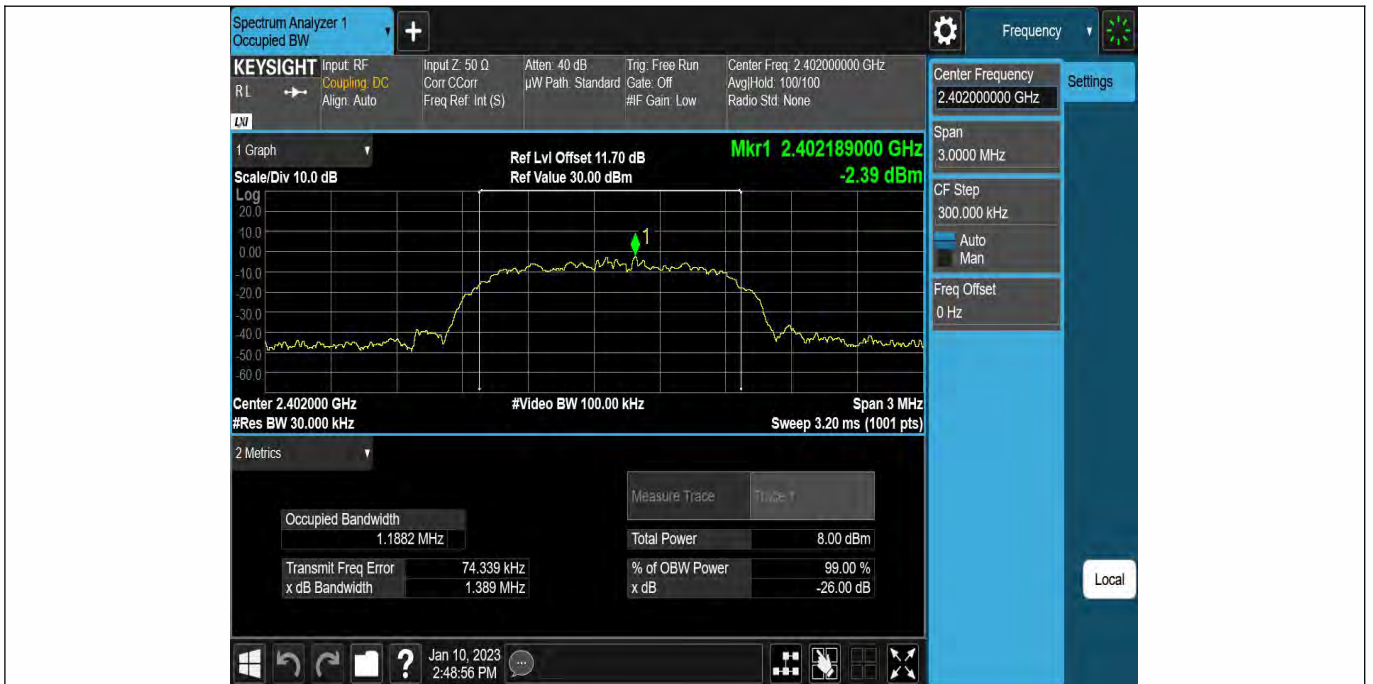 Spectrum Analyzer 1
Occupied BW
+
Frequency
KEYSIGHT
RL
LXI
Input: RF
Coupling: DC
Align: Auto
Input Z: 50 Ω
Corr CCorr
Freq Ref: Int (S)
Atten: 40 dB
µW Path: Standard
Trig: Free Run
Gate: Off
#IF Gain: Low
Center Freq: 2.402000000 GHz
Avg|Hold: 100/100
Radio Std: None
Center Frequency
2.402000000 GHz
Settings
Span
3.0000 MHz
CF Step
300.000 kHz
Auto
Man
Freq Offset
0 Hz
Local
1 Graph
Scale/Div 10.0 dB
Ref Lvl Offset 11.70 dB
Ref Value 30.00 dBm
Mkr1 2.402189000 GHz
-2.39 dBm
Log
20.0
10.0
0.00
-10.0
-20.0
-30.0
-40.0
-50.0
-60.0
1
Center 2.402000 GHz
#Res BW 30.000 kHz
#Video BW 100.00 kHz
Span 3 MHz
Sweep 3.20 ms (1001 pts)
2 Metrics
Measure Trace
Trace 1
Occupied Bandwidth
1.1882 MHz
Total Power 8.00 dBm
Transmit Freq Error 74.339 kHz
% of OBW Power 99.00 %
x dB Bandwidth 1.389 MHz
x dB -26.00 dB
?
Jan 10, 2023
2:48:56 PM